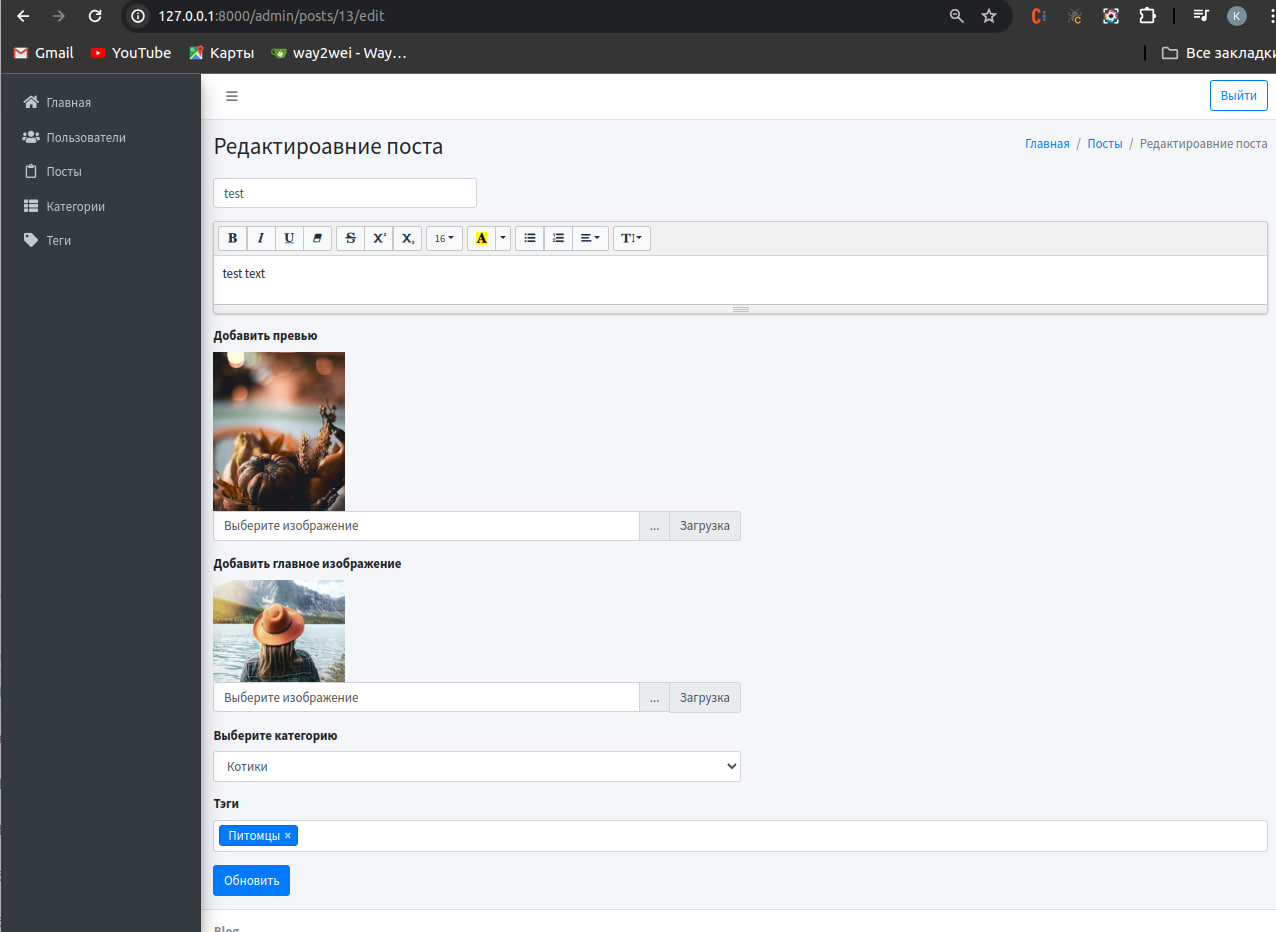 127.0.0.1:8000/admin/posts/13/edit
K
Gmail YouTube Карты way2wei - Way… Все закладки
Главная
Пользователи
Посты
Категории
Теги
Выйти
Редактироавние поста
Главная / Посты / Редактироавние поста
test
B I U S X² X₂ 16 A T!
test text
Добавить превью
Выберите изображение ... Загрузка
Добавить главное изображение
Выберите изображение ... Загрузка
Выберите категорию
Котики
Тэги
Питомцы ×
Обновить
Blog